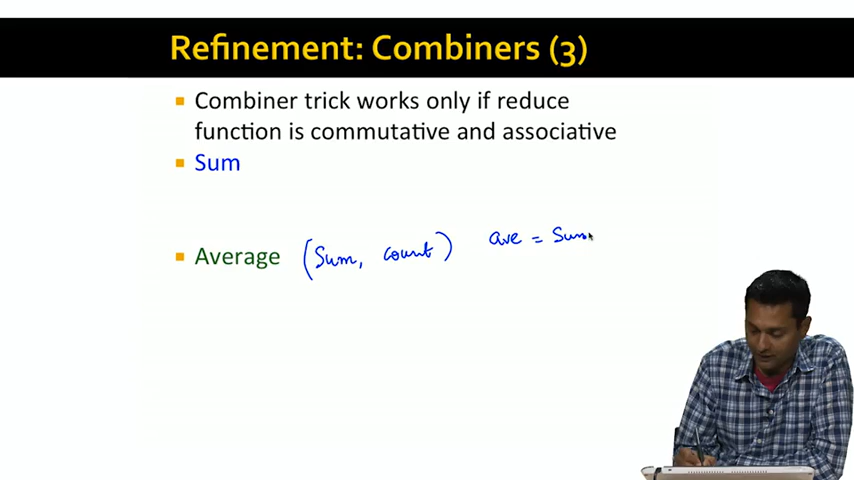 Refinement: Combiners (3)
Combiner trick works only if reduce
function is commutative and associative
Sum
Average (Sum, count) ave = Sum